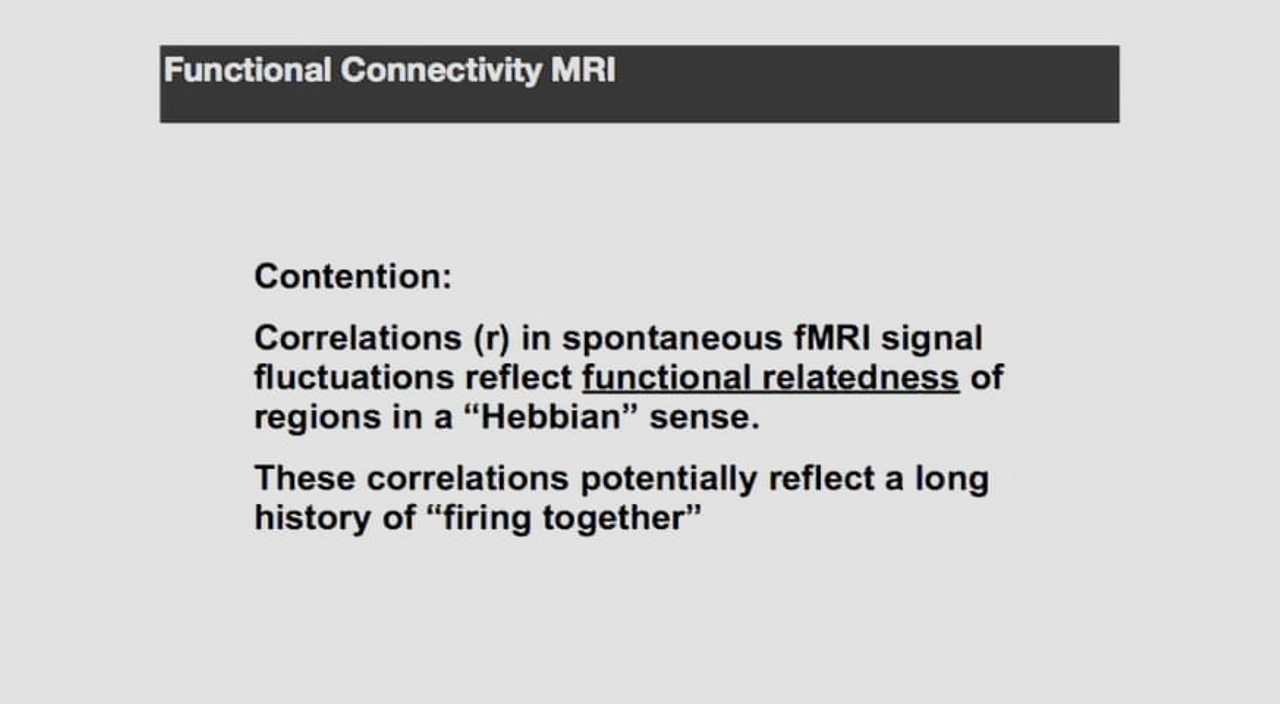 Functional Connectivity MRI
Contention:
Correlations (r) in spontaneous fMRI signal
fluctuations reflect functional relatedness of
regions in a “Hebbian” sense.
These correlations potentially reflect a long
history of “firing together”